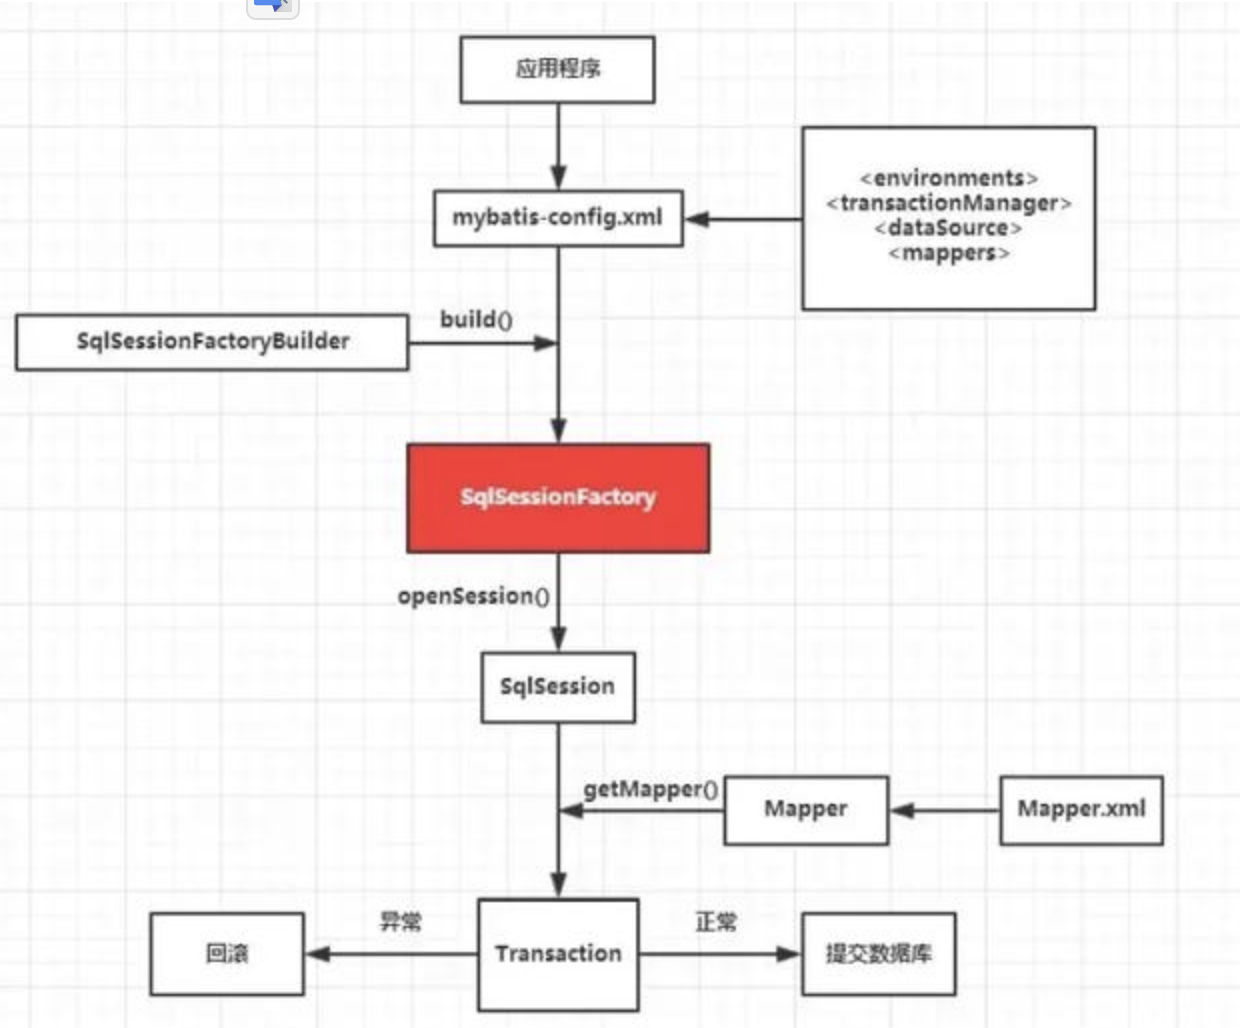 应用程序
<environments>
<transactionManager>
<dataSource>
<mappers>
mybatis-config.xml
build()
SqlSessionFactoryBuilder
SqlSessionFactory
openSession()
SqlSession
getMapper()
Mapper
Mapper.xml
异常
正常
回滚
Transaction
提交数据库